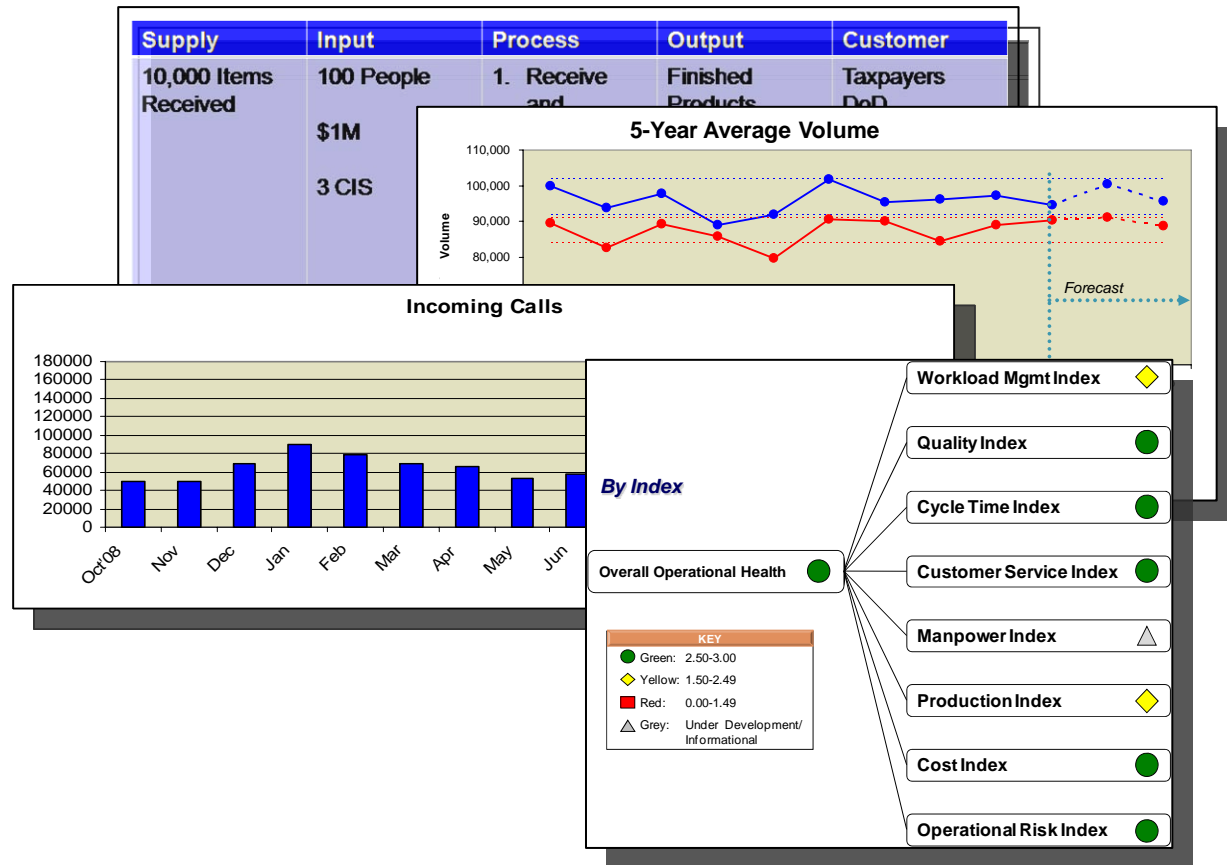 Supply Input Process Output Customer
10,000 Items 100 People 1. Receive Finished Taxpayers
Received and Products DoD
$1M
3 CIS
5-Year Average Volume
110,000
100,000
90,000
80,000
Volume
Forecast
Incoming Calls
180000
160000
140000
120000
100000
80000
60000
40000
20000
0
Oct'08 Nov Dec Jan Feb Mar Apr May Jun
By Index
Overall Operational Health
KEY
Green: 2.50-3.00
Yellow: 1.50-2.49
Red: 0.00-1.49
Grey: Under Development/
Informational
Workload Mgmt Index
Quality Index
Cycle Time Index
Customer Service Index
Manpower Index
Production Index
Cost Index
Operational Risk Index